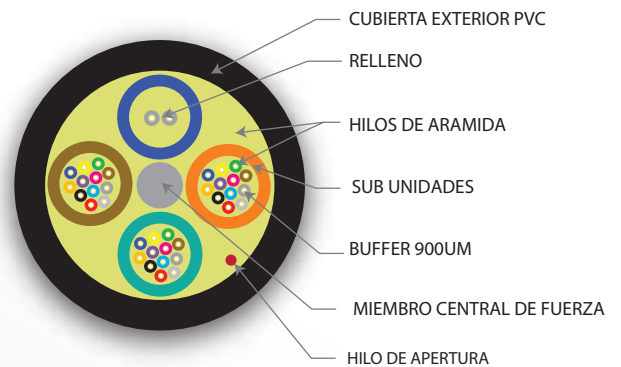 CUBIERTA EXTERIOR PVC
RELLENO
HILOS DE ARAMIDA
SUB UNIDADES
BUFFER 900UM
MIEMBRO CENTRAL DE FUERZA
HILO DE APERTURA